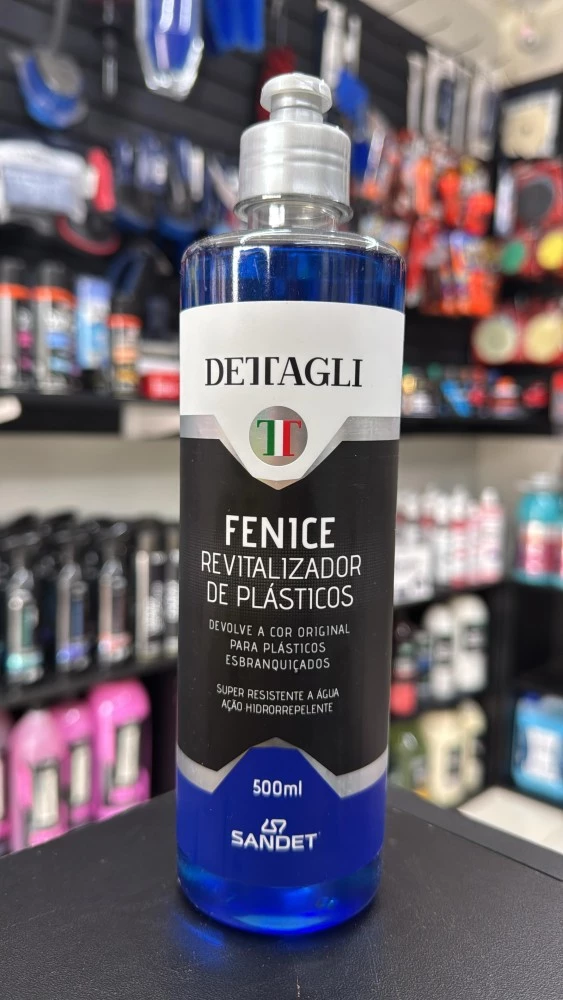 DETTAGLI
TT
FENICE
REVITALIZADOR
DE PLÁSTICOS
DEVOLVE A COR ORIGINAL
PARA PLÁSTICOS
ESBRANQUIÇADOS
SUPER RESISTENTE A ÁGUA
AÇÃO HIDRORREPELENTE
500ml
SANDET